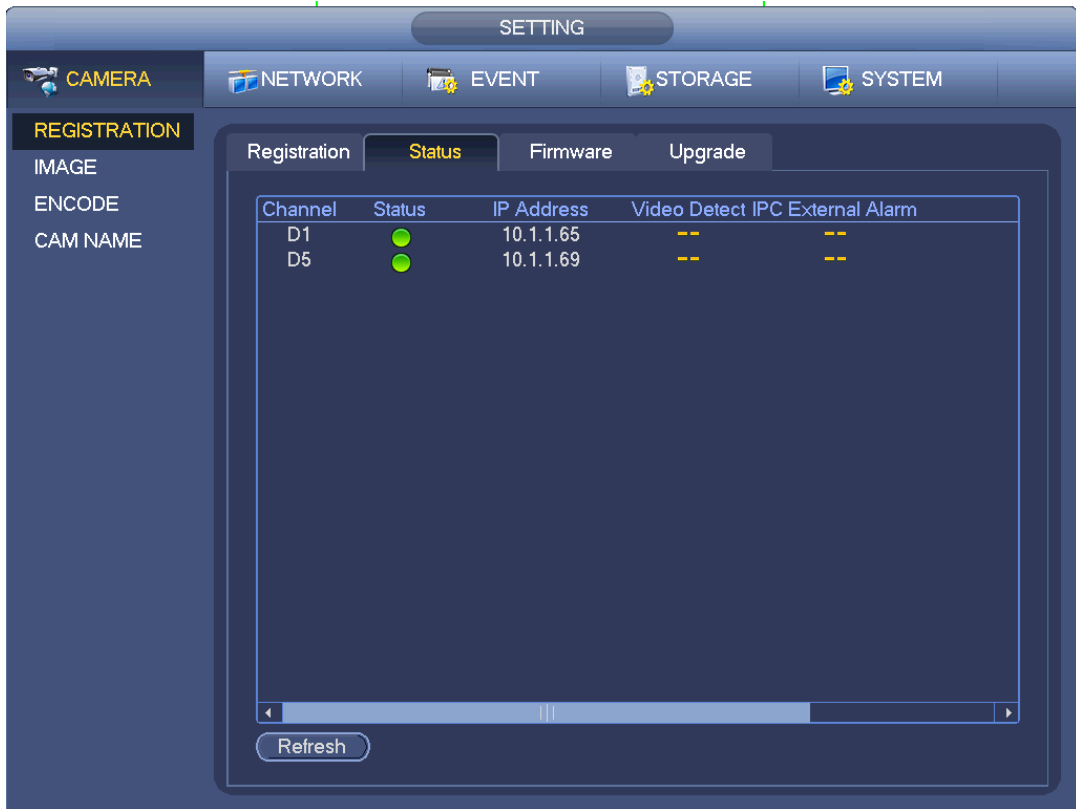 SETTING
CAMERA NETWORK EVENT STORAGE SYSTEM
REGISTRATION
IMAGE
ENCODE
CAM NAME
Registration Status Firmware Upgrade
Channel Status IP Address Video Detect IPC External Alarm
D1 10.1.1.65 -- --
D5 10.1.1.69 -- --
Refresh